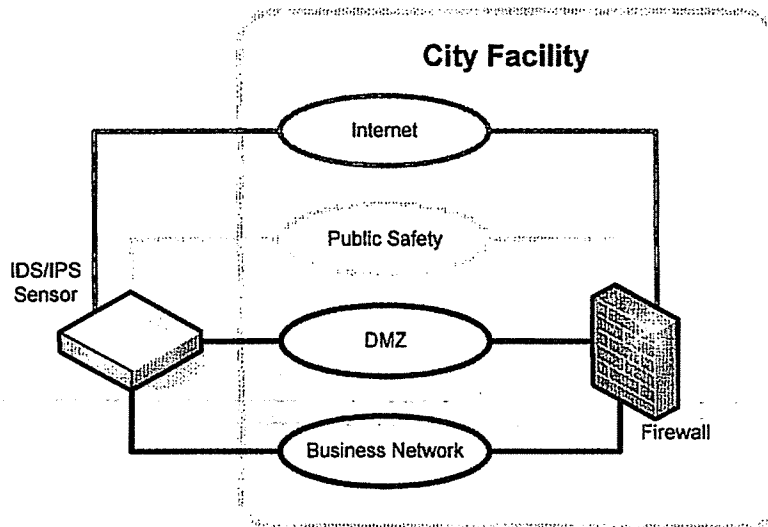 City Facility
Internet
Public Safety
IDS/IPS
Sensor
DMZ
Business Network
Firewall